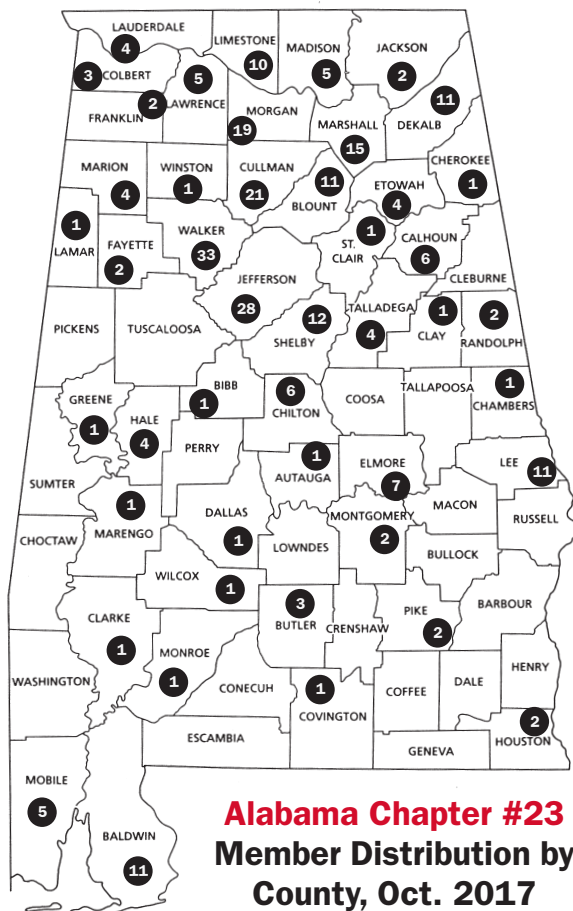 LAUDERDALE
4
LIMESTONE
10
MADISON
5
JACKSON
2
3
COLBERT
5
LAWRENCE
2
FRANKLIN
MORGAN
19
MARSHALL
15
11
DEKALB
CHEROKEE
1
MARION
4
WINSTON
1
CULLMAN
21
11
BLOUNT
ETOWAH
4
1
LAMAR
FAYETTE
2
WALKER
33
1
ST.
CLAIR
CALHOUN
6
CLEBURNE
JEFFERSON
28
PICKENS
TUSCALOOSA
12
SHELBY
TALLADEGA
4
1
CLAY
2
RANDOLPH
GREENE
1
HALE
4
BIBB
1
6
CHILTON
COOSA
TALLAPOOSA
1
CHAMBERS
PERRY
1
AUTAUGA
ELMORE
7
LEE
11
SUMTER
1
MARENGO
DALLAS
1
MONTGOMERY
2
MACON
RUSSELL
CHOCTAW
LOWNDES
BULLOCK
WILCOX
1
CLARKE
1
3
BUTLER
CRENSHAW
PIKE
2
BARBOUR
MONROE
1
WASHINGTON
CONECUH
1
COVINGTON
COFFEE
DALE
HENRY
2
HOUSTON
ESCAMBIA
GENEVA
MOBILE
5
BALDWIN
11
Alabama Chapter #23
Member Distribution by
County, Oct. 2017